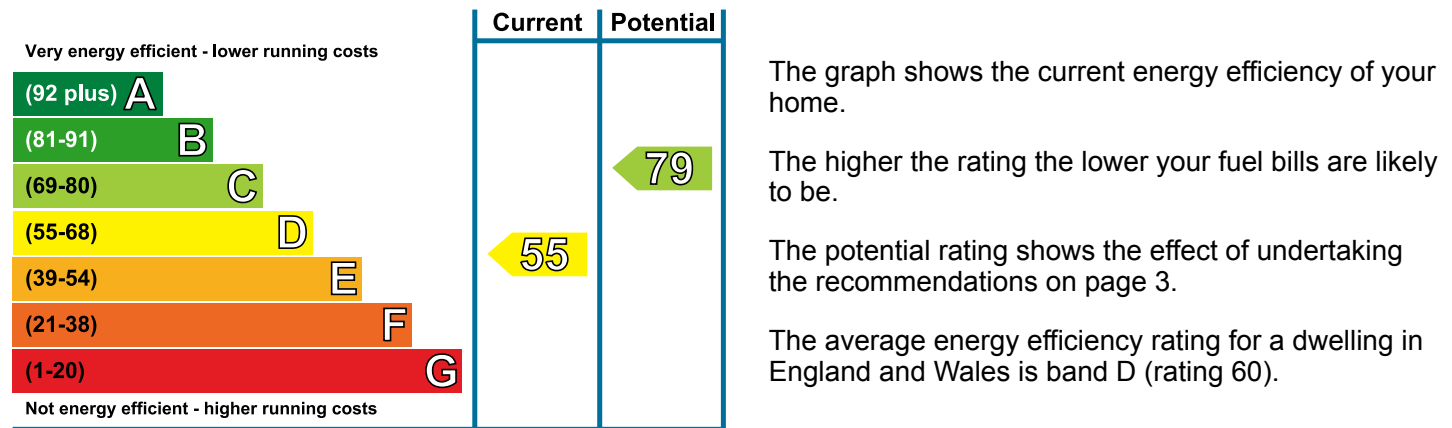 Current Potential
Very energy efficient - lower running costs
(92 plus) A
(81-91) B
(69-80) C
(55-68) D
(39-54) E
(21-38) F
(1-20) G
Not energy efficient - higher running costs
79
55
The graph shows the current energy efficiency of your
home.
The higher the rating the lower your fuel bills are likely
to be.
The potential rating shows the effect of undertaking
the recommendations on page 3.
The average energy efficiency rating for a dwelling in
England and Wales is band D (rating 60).